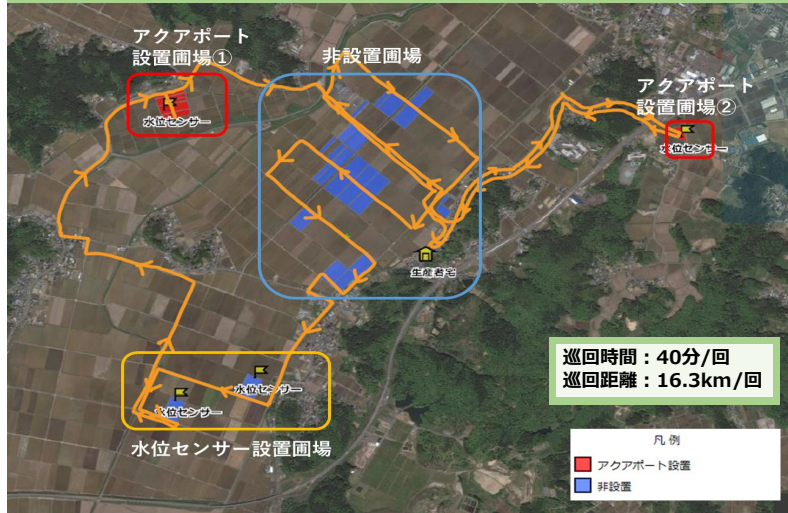 アクアポート
設置圃場①
非設置圃場
アクアポート
設置圃場②
水位センサー
水位センサー
生産者宅
巡回時間：40分/回
巡回距離：16.3km/回
水位センサー
水位センサー
水位センサー設置圃場
凡 例
アクアポート設置
非設置